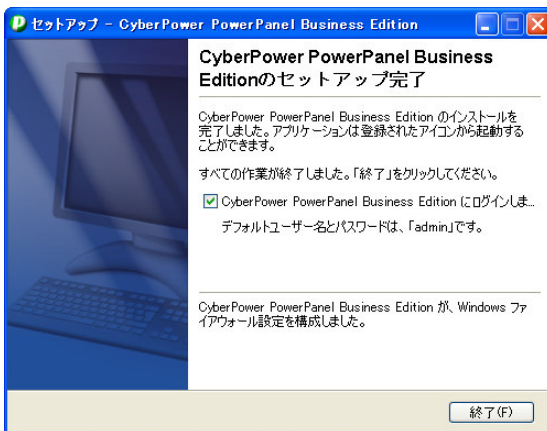 セットアップ - CyberPower PowerPanel Business Edition
CyberPower PowerPanel Business
Editionのセットアップ完了
CyberPower PowerPanel Business Edition のインストールを
完了しました。アプリケーションは登録されたアイコンから起動する
ことができます。
すべての作業が終了しました。「終了」をクリックしてください。
CyberPower PowerPanel Business Edition にログインしま...
デフォルトユーザー名とパスワードは、「admin」です。
CyberPower PowerPanel Business Edition が、Windows ファ
イアウォール設定を構成しました。
終了(F)